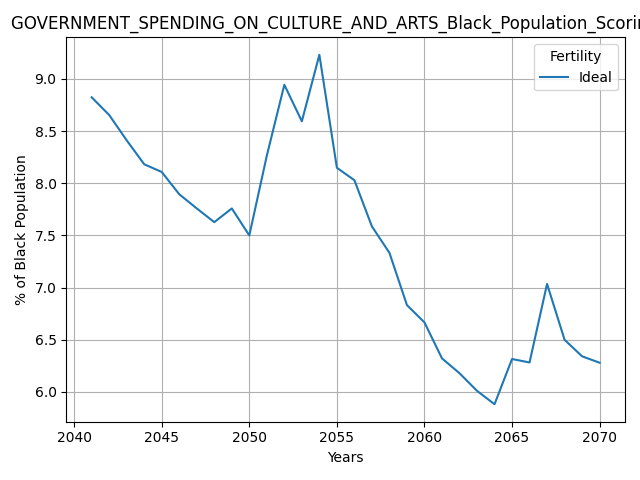 GOVERNMENT_SPENDING_ON_CULTURE_AND_ARTS_Black_Population_Scorin
Fertility
Ideal
9.0
8.5
8.0
7.5
7.0
6.5
6.0
% of Black Population
2040 2045 2050 2055 2060 2065 2070
Years